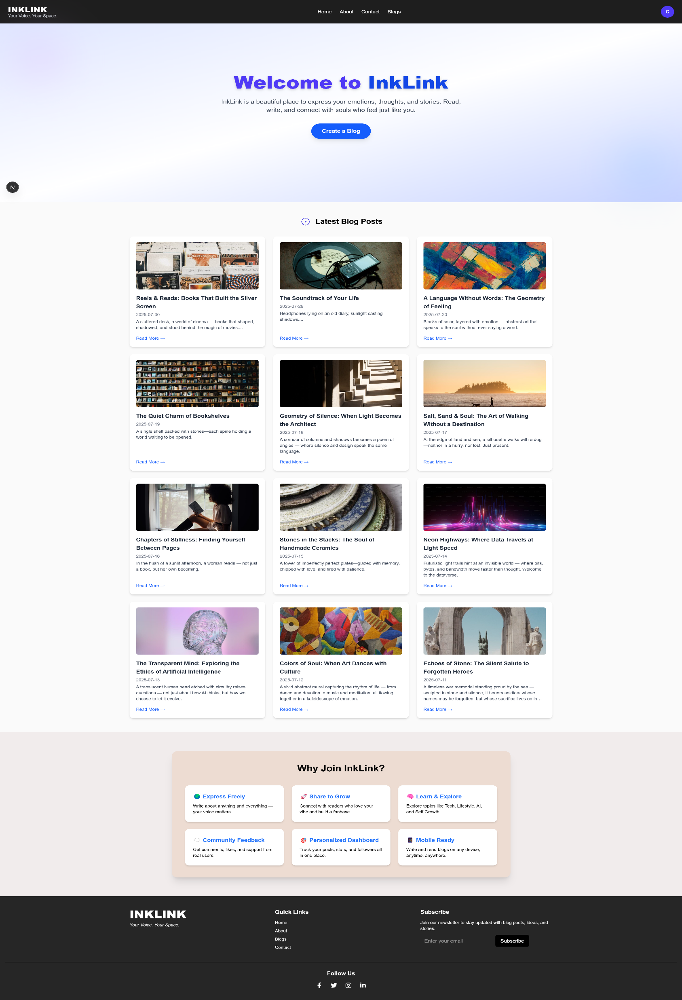 INKLINK
Your Voice. Your Space.
Home About Contact Blogs
C
Welcome to InkLink
InkLink is a beautiful place to express your emotions, thoughts, and stories. Read,
write, and connect with souls who feel just like you.
Create a Blog
N
Latest Blog Posts
BEWARE OF DARKNESS
BLACK FLAG
LET IT BE
МЕЛОДИЯ
Reels & Reads: Books That Built the Silver
Screen
2025-07-30
A cluttered desk, a world of cinema — books that shaped,
shadowed, and stood behind the magic of movies....
Read More →
The Soundtrack of Your Life
2025-07-28
Headphones lying on an old diary, sunlight casting
shadows....
Read More →
A Language Without Words: The Geometry
of Feeling
2025-07-20
Blocks of color, layered with emotion — abstract art that
speaks to the soul without ever saying a word.
Read More →
The Quiet Charm of Bookshelves
2025-07-19
A single shelf packed with stories—each spine holding a
world waiting to be opened.
Read More →
Geometry of Silence: When Light Becomes
the Architect
2025-07-18
A corridor of columns and shadows becomes a poem of
angles — where silence and design speak the same
language.
Read More →
Salt, Sand & Soul: The Art of Walking
Without a Destination
2025-07-17
At the edge of land and sea, a silhouette walks with a dog
—neither in a hurry, nor lost. Just present.
Read More →
Chapters of Stillness: Finding Yourself
Between Pages
2025-07-16
In the hush of a sunlit afternoon, a woman reads — not just
a book, but her own becoming.
Read More →
Stories in the Stacks: The Soul of
Handmade Ceramics
2025-07-15
A tower of imperfectly perfect plates—glazed with memory,
chipped with love, and fired with patience.
Read More →
Neon Highways: Where Data Travels at
Light Speed
2025-07-14
Futuristic light trails hint at an invisible world — where bits,
bytes, and bandwidth move faster than thought. Welcome
to the dataverse.
Read More →
The Transparent Mind: Exploring the
Ethics of Artificial Intelligence
2025-07-13
A translucent human head etched with circuitry raises
questions — not just about how AI thinks, but how we
choose to let it evolve.
Read More →
Colors of Soul: When Art Dances with
Culture
2025-07-12
A vivid abstract mural capturing the rhythm of life — from
dance and devotion to music and meditation, all flowing
together in a kaleidoscope of emotion.
Read More →
Echoes of Stone: The Silent Salute to
Forgotten Heroes
2025-07-11
A timeless war memorial standing proud by the sea —
sculpted in stone and silence, it honors soldiers whose
names may be forgotten, but whose sacrifice lives on in…
Read More →
Why Join InkLink?
Express Freely
Write about anything and everything —
your voice matters.
Share to Grow
Connect with readers who love your
vibe and build a fanbase.
Learn & Explore
Explore topics like Tech, Lifestyle, AI,
and Self Growth.
Community Feedback
Get comments, likes, and support from
real users.
Personalized Dashboard
Track your posts, stats, and followers all
in one place.
Mobile Ready
Write and read blogs on any device,
anytime, anywhere.
INKLINK
Your Voice. Your Space.
Quick Links
Home
About
Blogs
Contact
Subscribe
Join our newsletter to stay updated with blog posts, ideas, and
stories.
Enter your email
Subscribe
Follow Us